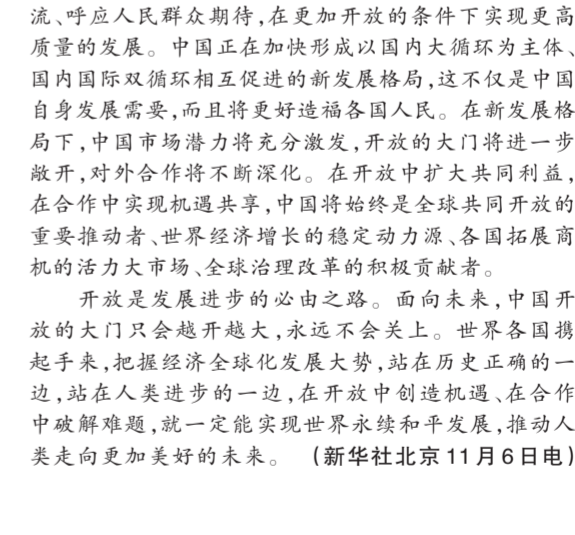 流、呼应人民群众期待,在更加开放的条件下实现更高
质量的发展。中国正在加快形成以国内大循环为主体、
国内国际双循环相互促进的新发展格局,这不仅是中国
自身发展需要,而且将更好造福各国人民。在新发展格
局下,中国市场潜力将充分激发,开放的大门将进一步
敞开,对外合作将不断深化。在开放中扩大共同利益,
在合作中实现机遇共享,中国将始终是全球共同开放的
重要推动者、世界经济增长的稳定动力源、各国拓展商
机的活力大市场、全球治理改革的积极贡献者。
开放是发展进步的必由之路。面向未来,中国开
放的大门只会越开越大,永远不会关上。世界各国携
起手来,把握经济全球化发展大势,站在历史正确的一
边,站在人类进步的一边,在开放中创造机遇、在合作
中破解难题,就一定能实现世界永续和平发展,推动人
类走向更加美好的未来。 (新华社北京11月6日电)